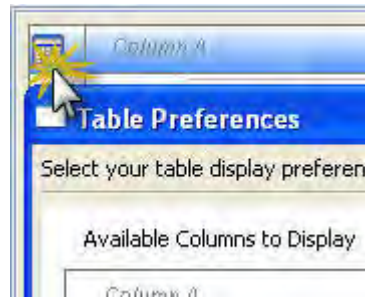 Column A
Table Preferences
Select your table display preferen
Available Columns to Display
Column A